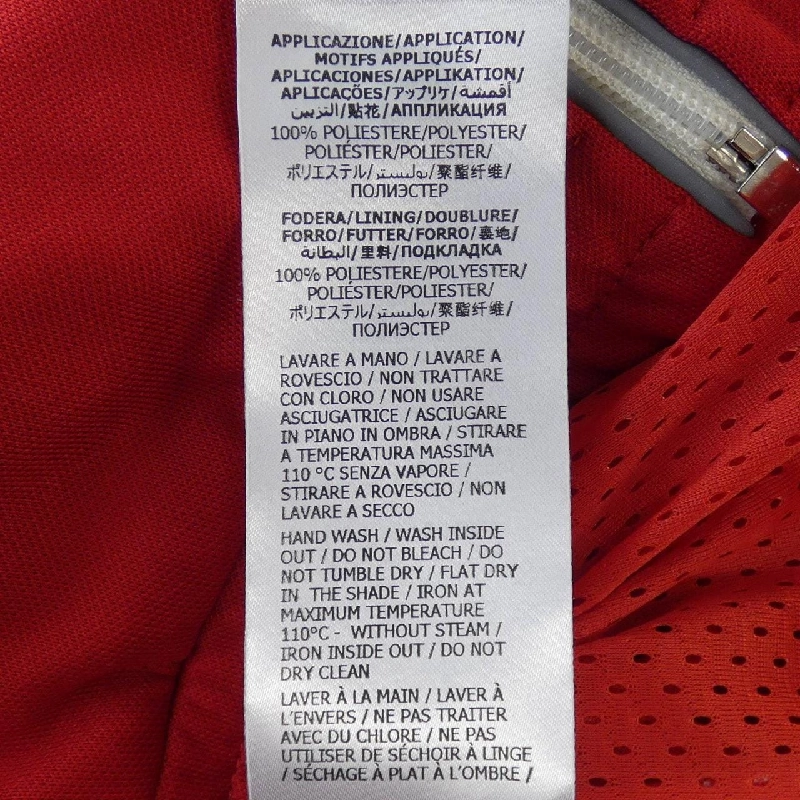 APPLICAZIONE/APPLICATION/
MOTIFS APPLIQUÉS/
APLICACIONES/APPLIKATION/
APLICAÇÕES/アップリケ/أقمشة
التزيين/贴花/АППЛИКАЦИЯ
100% POLIESTERE/POLYESTER/
POLIÉSTER/POLIESTER/
ポリエステル/بوليستر/聚酯纤维/
ПОЛИЭСТЕР
FODERA/LINING/DOUBLURE/
FORRO/FUTTER/FORRO/裏地/
البطانة/里料/ПОДКЛАДКА
100% POLIESTERE/POLYESTER/
POLIÉSTER/POLIESTER/
ポリエステル/بوليستر/聚酯纤维/
ПОЛИЭСТЕР
LAVARE A MANO / LAVARE A
ROVESCIO / NON TRATTARE
CON CLORO / NON USARE
ASCIUGATRICE / ASCIUGARE
IN PIANO IN OMBRA / STIRARE
A TEMPERATURA MASSIMA
110 °C SENZA VAPORE /
STIRARE A ROVESCIO / NON
LAVARE A SECCO
HAND WASH / WASH INSIDE
OUT / DO NOT BLEACH / DO
NOT TUMBLE DRY / FLAT DRY
IN THE SHADE / IRON AT
MAXIMUM TEMPERATURE
110°C - WITHOUT STEAM /
IRON INSIDE OUT / DO NOT
DRY CLEAN
LAVER À LA MAIN / LAVER À
L'ENVERS / NE PAS TRAITER
AVEC DU CHLORE / NE PAS
UTILISER DE SÉCHOIR À LINGE
/ SÉCHAGE À PLAT À L'OMBRE /